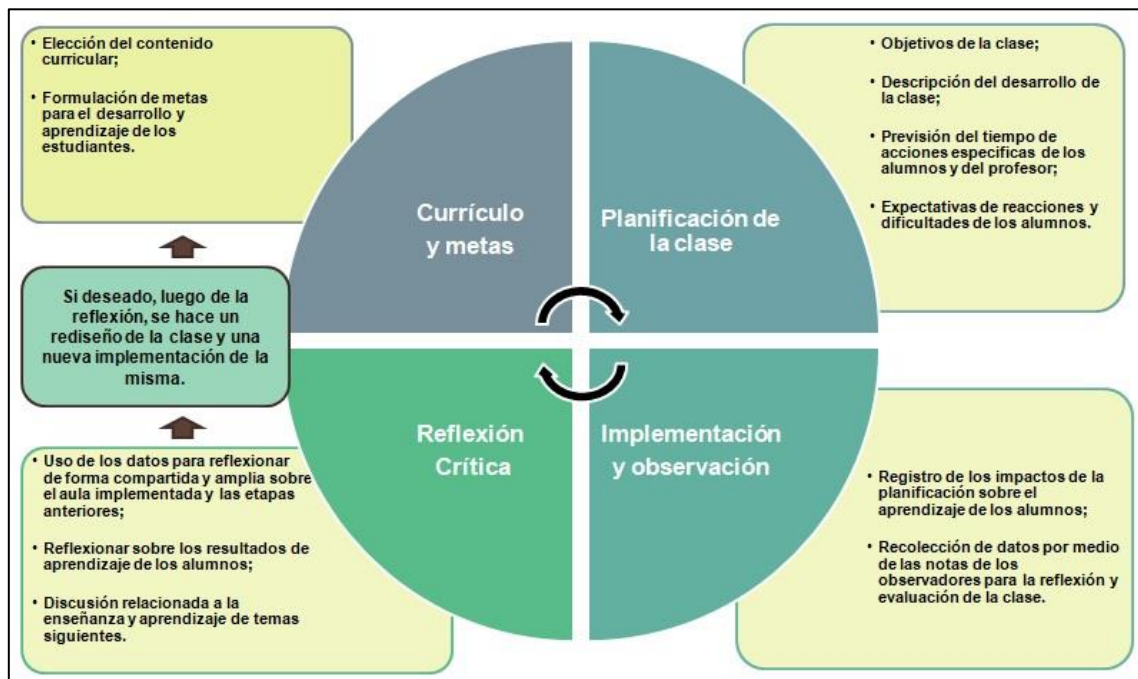 • Elección del contenido
curricular;
• Formulación de metas
para el desarrollo y
aprendizaje de los
estudiantes.
• Objetivos de la clase;
• Descripción del desarrollo de
la clase;
• Previsión del tiempo de
acciones especificas de los
alumnos y del profesor;
• Expectativas de reacciones y
dificultades de los alumnos.
Currículo
y metas
Planificación de
la clase
Si deseado, luego de la
reflexión, se hace un
rediseño de la clase y una
nueva implementación de la
misma.
Reflexión
Crítica
Implementación
y observación
• Uso de los datos para reflexionar
de forma compartida y amplia sobre
el aula implementada y las etapas
anteriores;
• Reflexionar sobre los resultados de
aprendizaje de los alumnos;
• Discusión relacionada a la
enseñanza y aprendizaje de temas
siguientes.
• Registro de los impactos de la
planificación sobre el
aprendizaje de los alumnos;
• Recolección de datos por medio
de las notas de los
observadores para la reflexión y
evaluación de la clase.